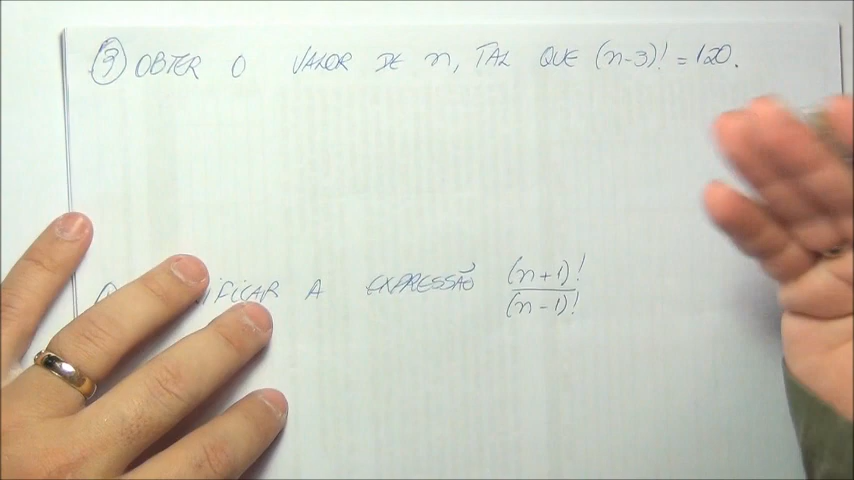 3 OBTER O VALOR DE n, TAL QUE (n-3)! = 120.
A EXPRESSÃO (n+1)! / (n-1)!